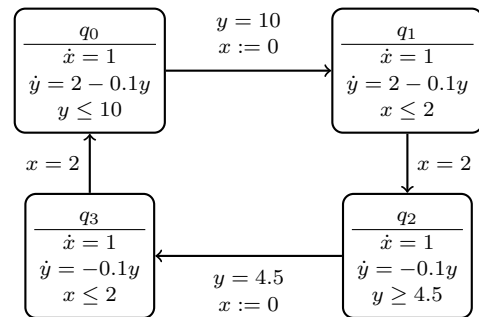 q₀
ẋ = 1
ẏ = 2 − 0.1y
y ≤ 10
y = 10
x := 0
q₁
ẋ = 1
ẏ = 2 − 0.1y
x ≤ 2
x = 2
x = 2
q₃
ẋ = 1
ẏ = −0.1y
x ≤ 2
y = 4.5
x := 0
q₂
ẋ = 1
ẏ = −0.1y
y ≥ 4.5